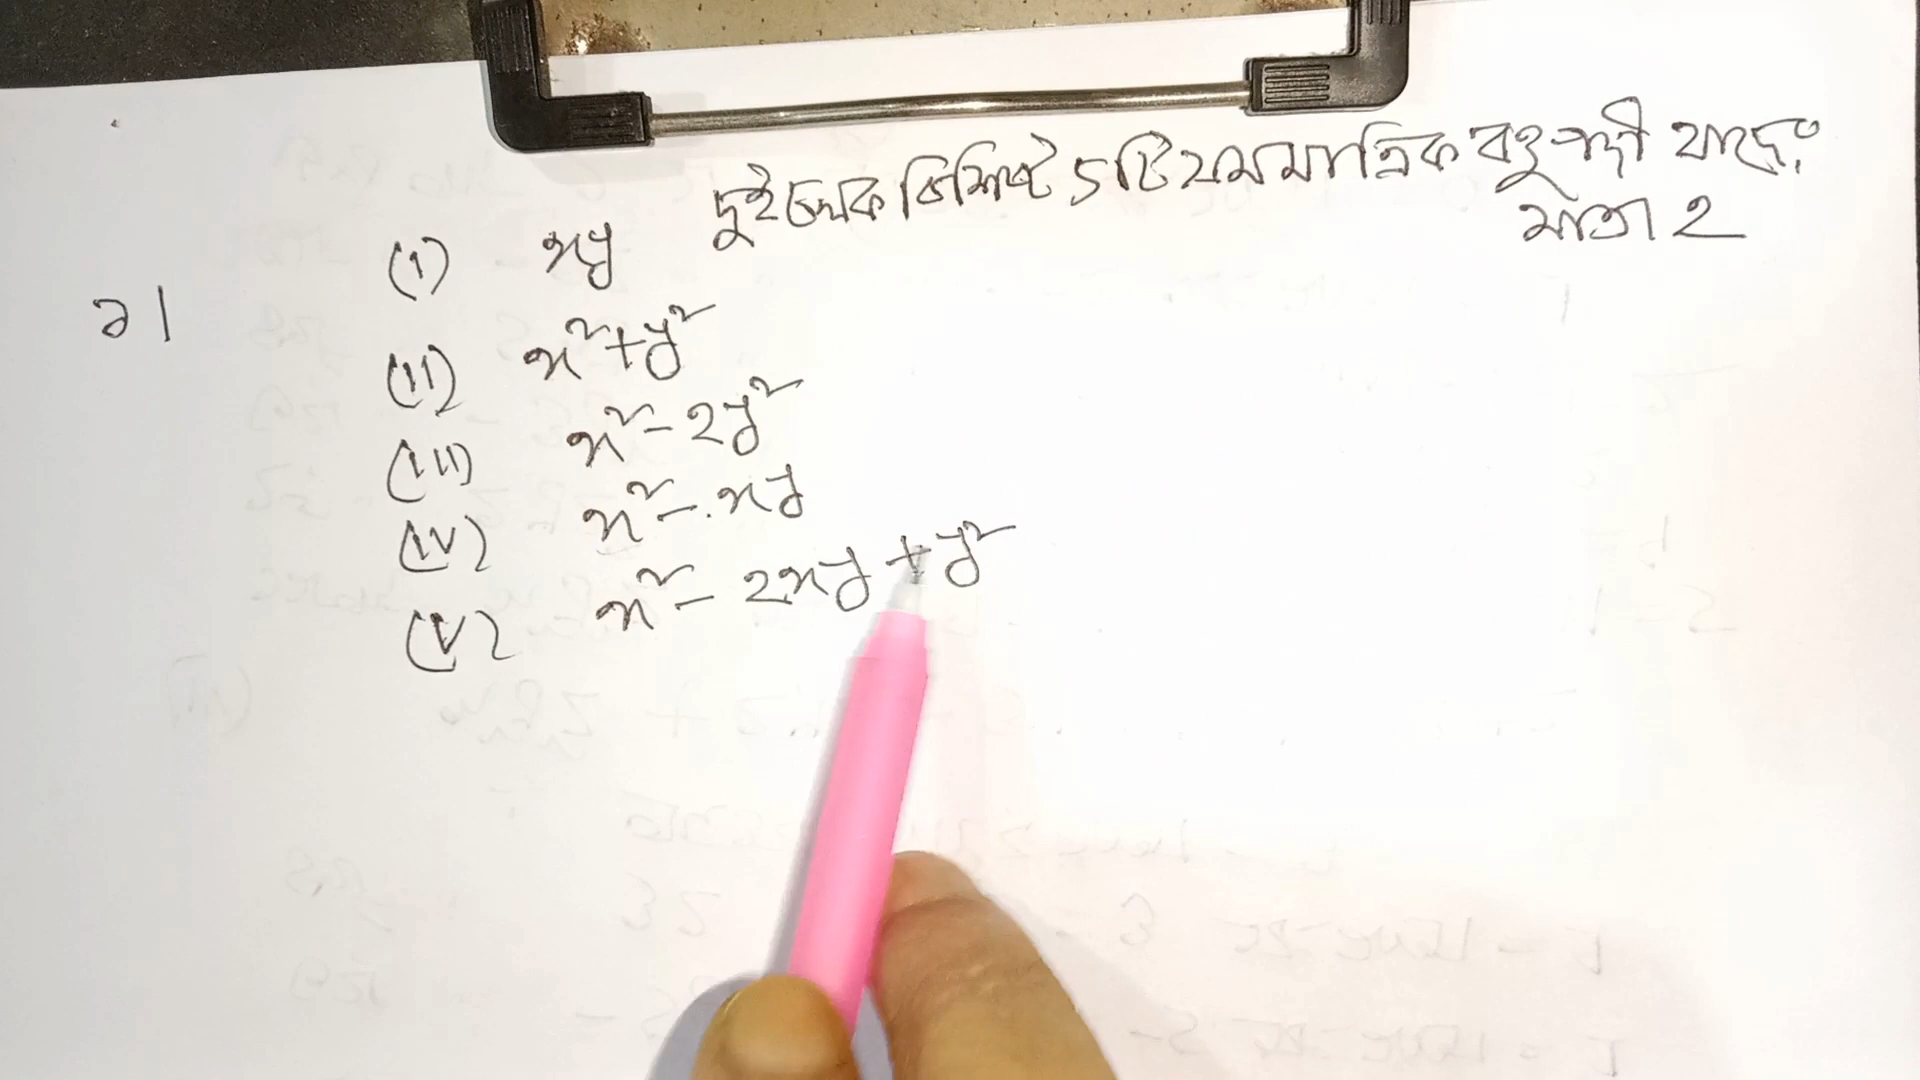 দুই চলক বিশিষ্ট ৫টি সমমাত্রিক বহুপদী যাদের
মাত্রা ২
৯। (i) xy
(ii) x²+y²
(iii) x²-2y²
(iv) x²-xy
(v) x²-2xy+y²